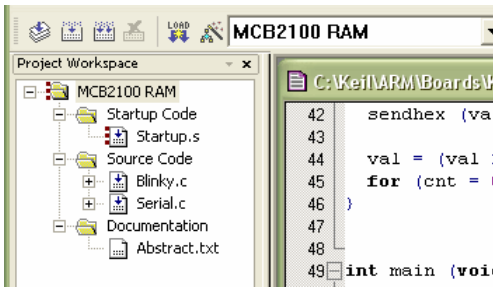 LOAD
MCB2100 RAM
Project Workspace
MCB2100 RAM
Startup Code
Startup.s
Source Code
Blinky.c
Serial.c
Documentation
Abstract.txt
C:\Keil\ARM\Boards\
42 sendhex (va
43
44 val = (val
45 for (cnt =
46 }
47
48
49 int main (voi